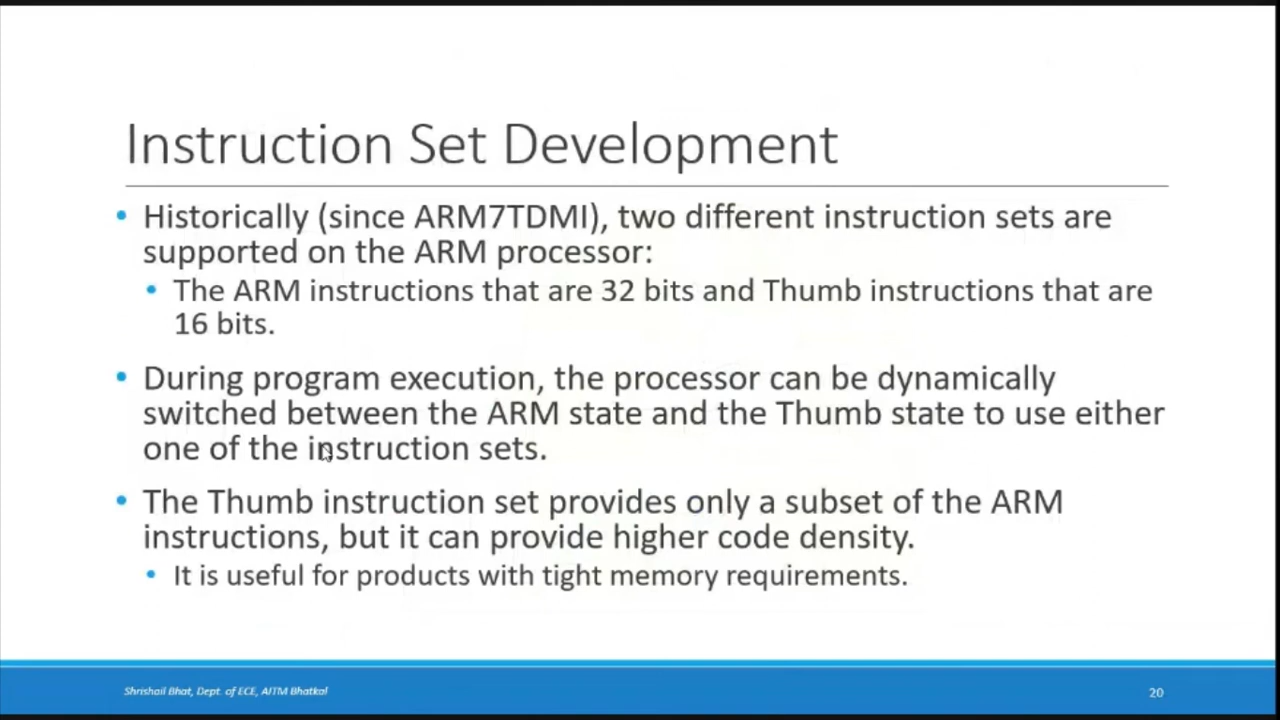 Instruction Set Development
• Historically (since ARM7TDMI), two different instruction sets are
supported on the ARM processor:
• The ARM instructions that are 32 bits and Thumb instructions that are
16 bits.
• During program execution, the processor can be dynamically
switched between the ARM state and the Thumb state to use either
one of the instruction sets.
• The Thumb instruction set provides only a subset of the ARM
instructions, but it can provide higher code density.
• It is useful for products with tight memory requirements.
Shrishail Bhat, Dept. of ECE, AITM Bhatkal
20